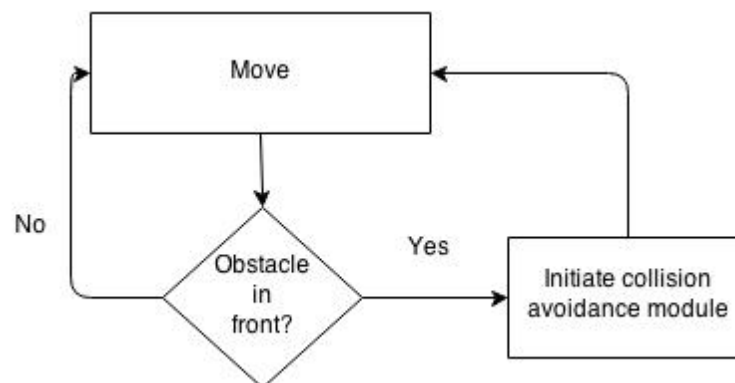 Move
No
Yes
Obstacle
in
front?
Initiate collision
avoidance module